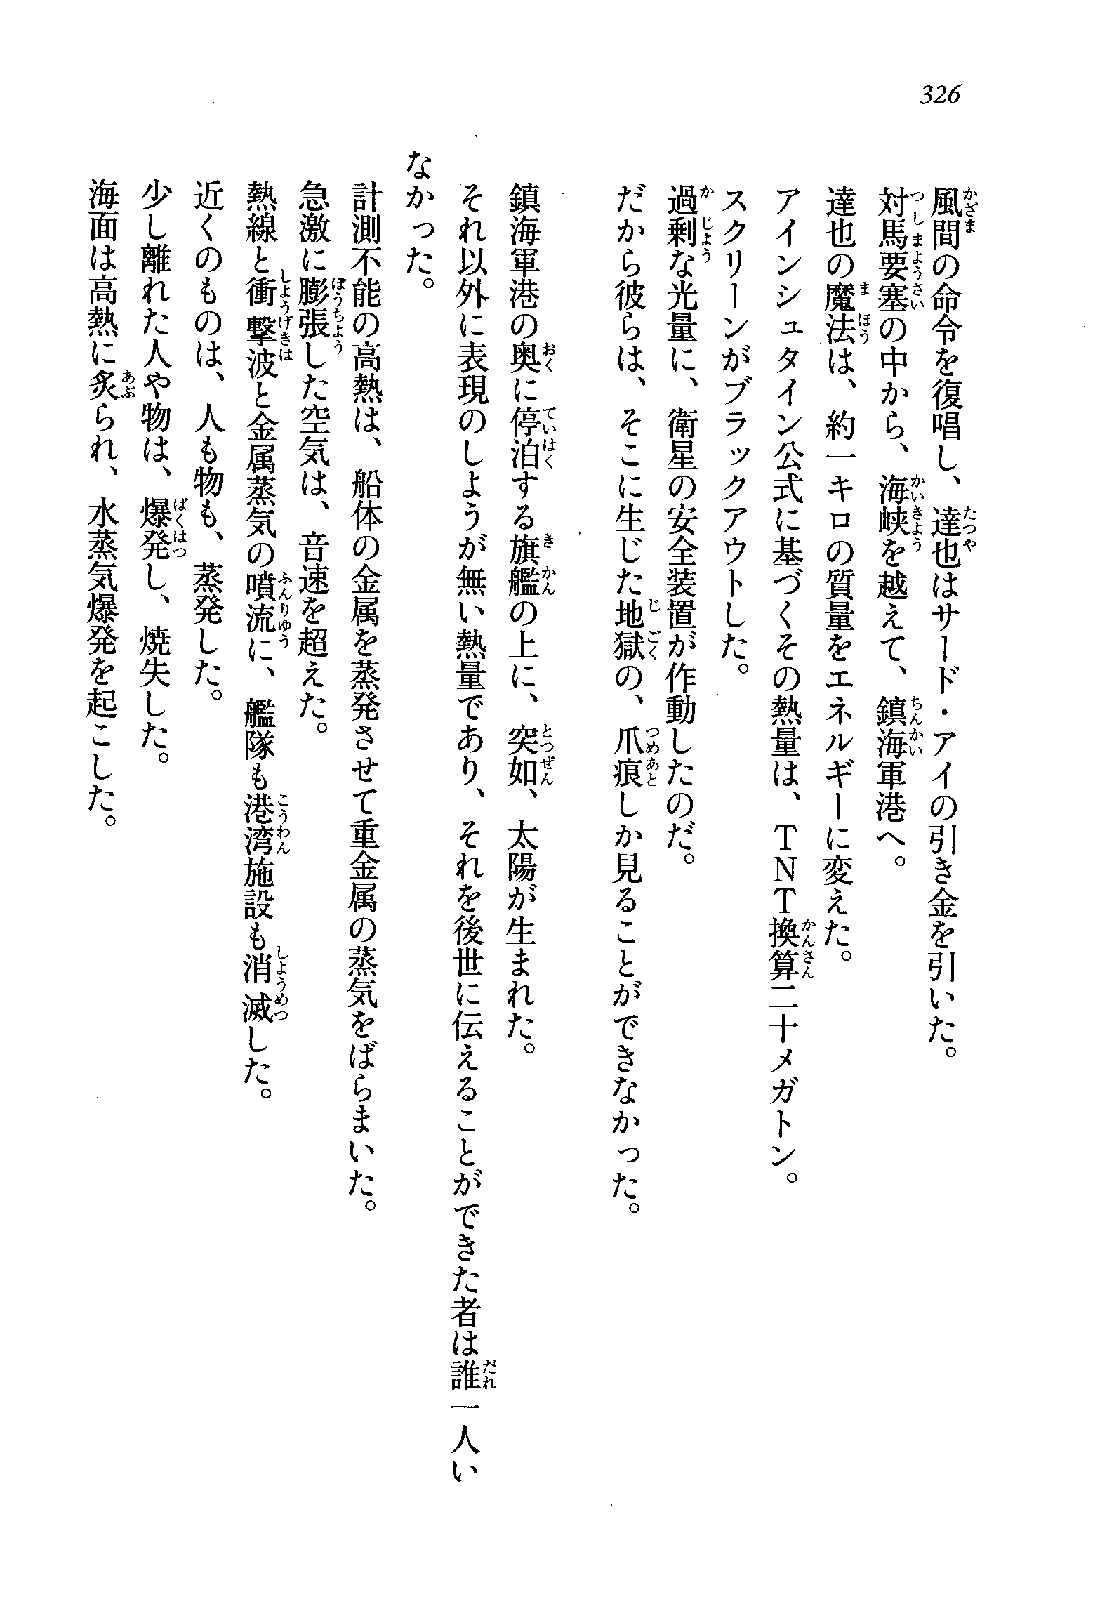 326
風間の命令を復唱し、達也はサード・アイの引き金を引いた。
対馬要塞の中から、海峡を越えて、鎮海軍港へ。
達也の魔法は、約一キロの質量をエネルギーに変えた。
アインシュタイン公式に基づくその熱量は、TNT換算二十メガトン。
スクリーンがブラックアウトした。
過剰な光量に、衛星の安全装置が作動したのだ。
だから彼らは、そこに生じた地獄の、爪痕しか見ることができなかった。
鎮海軍港の奥に停泊する旗艦の上に、突如、太陽が生まれた。
それ以外に表現のしようが無い熱量であり、それを後世に伝えることができた者は誰一人い
なかった。
計測不能の高熱は、船体の金属を蒸発させて重金属の蒸気をばらまいた。
急激に膨張した空気は、音速を超えた。
熱線と衝撃波と金属蒸気の噴流に、艦隊も港湾施設も消滅した。
近くのものは、人も物も、蒸発した。
少し離れた人や物は、爆発し、焼失した。
海面は高熱に炙られ、水蒸気爆発を起こした。